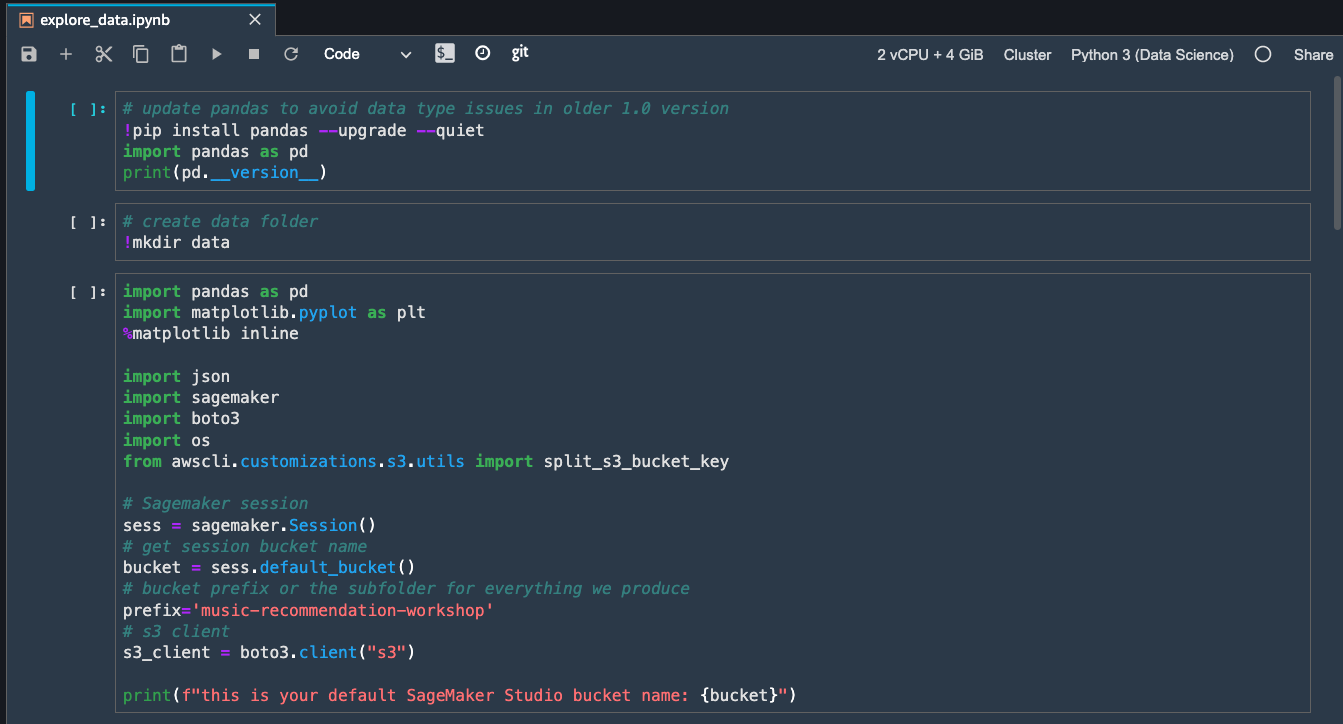 explore_data.ipynb
Code
$_
git
2 vCPU + 4 GiB
Cluster
Python 3 (Data Science)
Share
[ ]:
# update pandas to avoid data type issues in older 1.0 version
!pip install pandas --upgrade --quiet
import pandas as pd
print(pd.__version__)
[ ]:
# create data folder
!mkdir data
[ ]:
import pandas as pd
import matplotlib.pyplot as plt
%matplotlib inline
import json
import sagemaker
import boto3
import os
from awscli.customizations.s3.utils import split_s3_bucket_key
# Sagemaker session
sess = sagemaker.Session()
# get session bucket name
bucket = sess.default_bucket()
# bucket prefix or the subfolder for everything we produce
prefix='music-recommendation-workshop'
# s3 client
s3_client = boto3.client("s3")
print(f"this is your default SageMaker Studio bucket name: {bucket}")